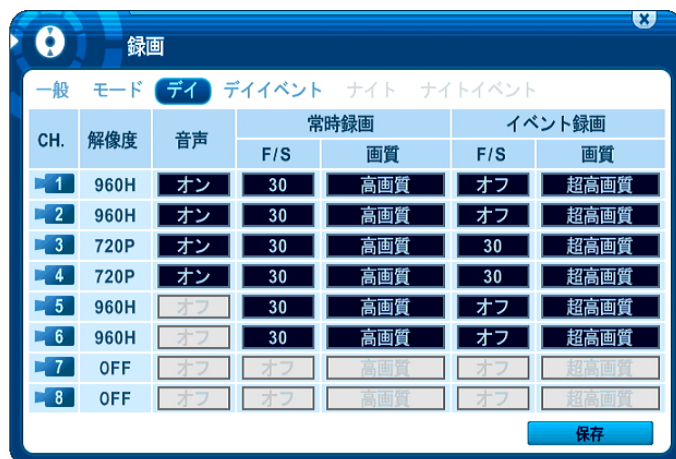 録画
一般 モード デイ デイイベント ナイト ナイトイベント
CH. 解像度 音声 常時録画 イベント録画
F/S 画質 F/S 画質
1 960H オン 30 高画質 オフ 超高画質
2 960H オン 30 高画質 オフ 超高画質
3 720P オン 30 高画質 30 超高画質
4 720P オン 30 高画質 30 超高画質
5 960H オフ 30 高画質 オフ 超高画質
6 960H オフ 30 高画質 オフ 超高画質
7 OFF オフ オフ 高画質 オフ 超高画質
8 OFF オフ オフ 高画質 オフ 超高画質
保存